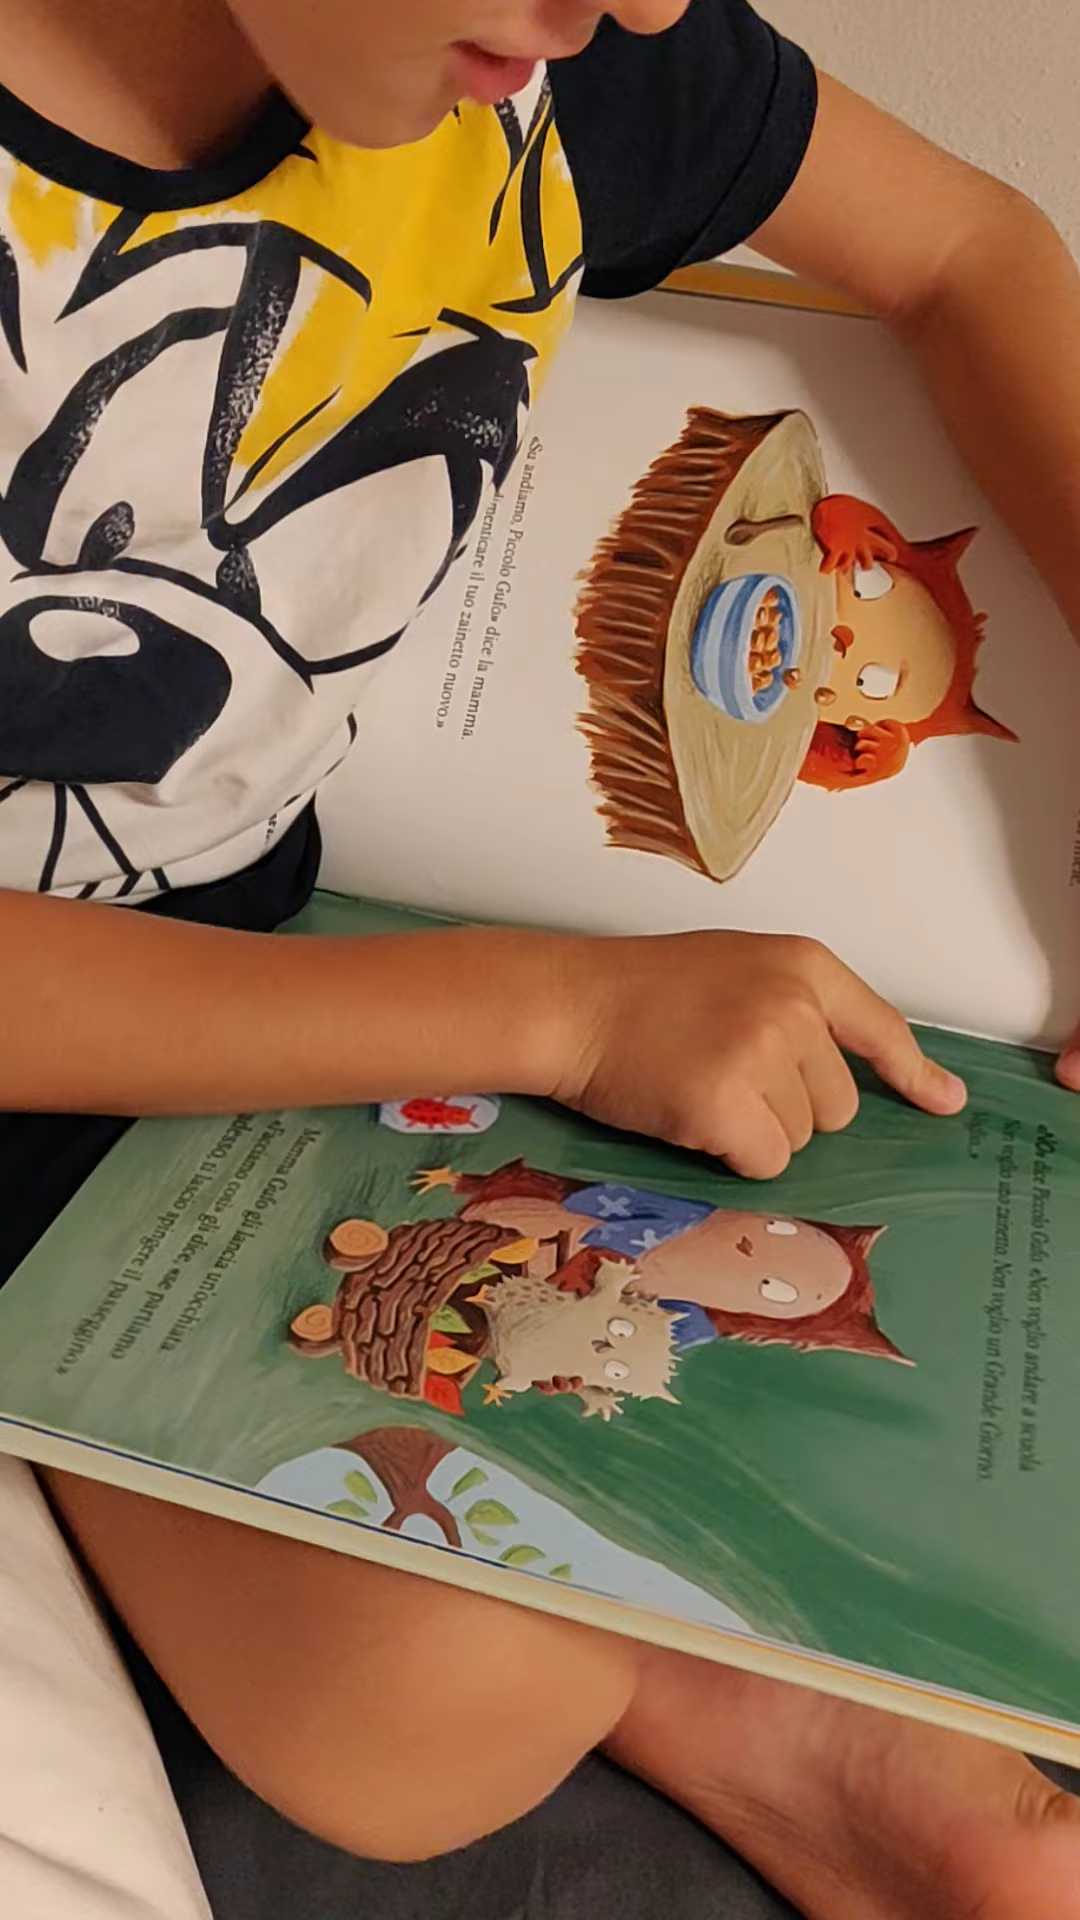 miele.
«Su andiamo, Piccolo Gufo» dice la mamma.
dimenticare il tuo zainetto nuovo.»
«NO» dice Piccolo Gufo. «Non voglio andare a scuola
Non voglio uno zainetto. Non voglio un Grande Giorno.
Voglio...»
Mamma Gufo gli lancia un'occhiata
«Facciamo così» gli dice, «se partiamo
adesso, ti lascio spingere il passeggino.»